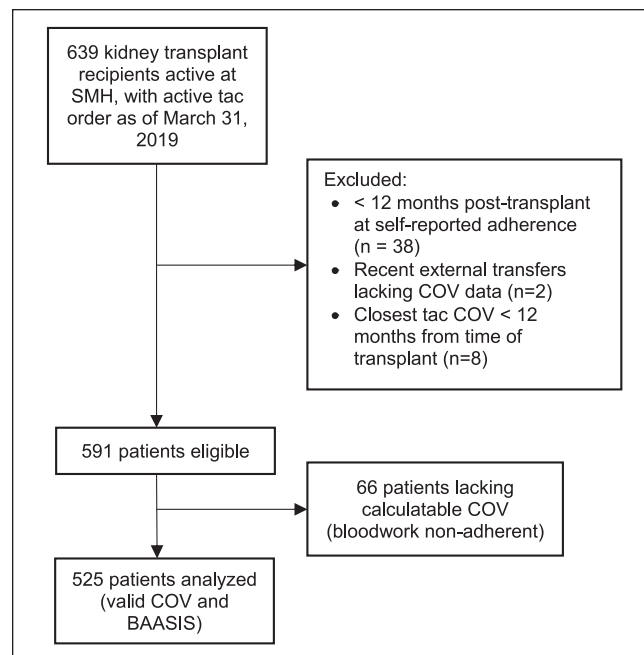 639 kidney transplant
recipients active at
SMH, with active tac
order as of March 31,
2019
Excluded:
• < 12 months post-transplant
at self-reported adherence
(n = 38)
• Recent external transfers
lacking COV data (n=2)
• Closest tac COV < 12
months from time of
transplant (n=8)
591 patients eligible
66 patients lacking
calculatable COV
(bloodwork non-adherent)
525 patients analyzed
(valid COV and
BAASIS)